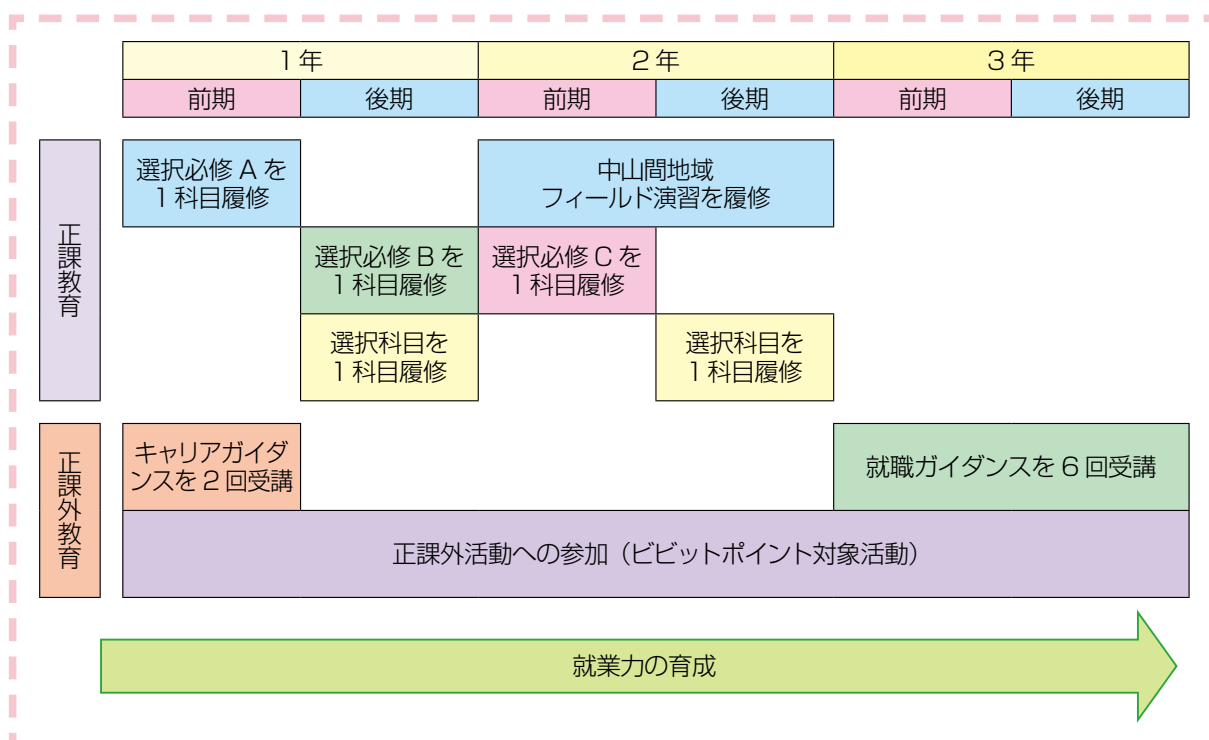 1年
2年
3年
前期
後期
前期
後期
前期
後期
正課教育
選択必修 A を
1 科目履修
中山間地域
フィールド演習を履修
選択必修 B を
1 科目履修
選択必修 C を
1 科目履修
選択科目を
1 科目履修
選択科目を
1 科目履修
正課外教育
キャリアガイダ
ンスを 2 回受講
就職ガイダンスを 6 回受講
正課外活動への参加（ビビットポイント対象活動）
就業力の育成